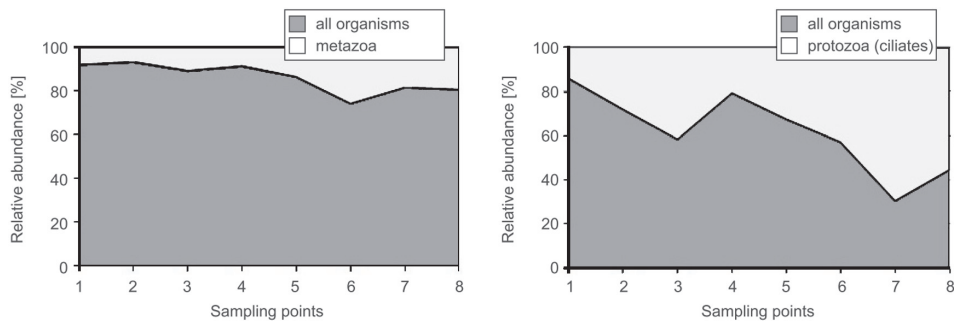 all organisms
metazoa
100
80
60
40
20
0
Relative abundance [%]
1 2 3 4 5 6 7 8
Sampling points
all organisms
protozoa (ciliates)
100
80
60
40
20
0
Relative abundance [%]
1 2 3 4 5 6 7 8
Sampling points